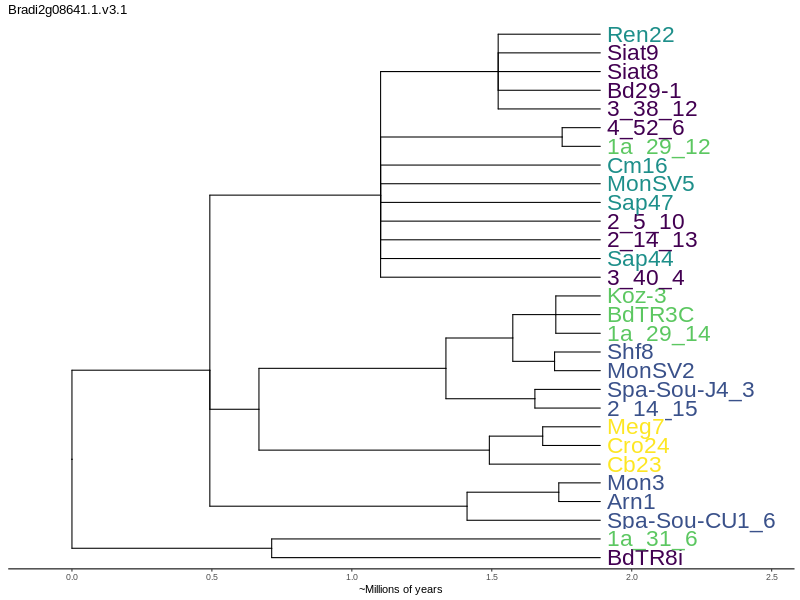 Bradi2g08641.1.v3.1
Ren22
Siat9
Siat8
Bd29-1
3_38_12
4_52_6
1a_29_12
Cm16
MonSV5
Sap47
2_5_10
2_14_13
Sap44
3_40_4
Koz-3
BdTR3C
1a_29_14
Shf8
MonSV2
Spa-Sou-J4_3
2_14_15
Meg7
Cro24
Cb23
Mon3
Arn1
Spa-Sou-CU1_6
1a_31_6
BdTR8i
0.0 0.5 1.0 1.5 2.0 2.5
~Millions of years